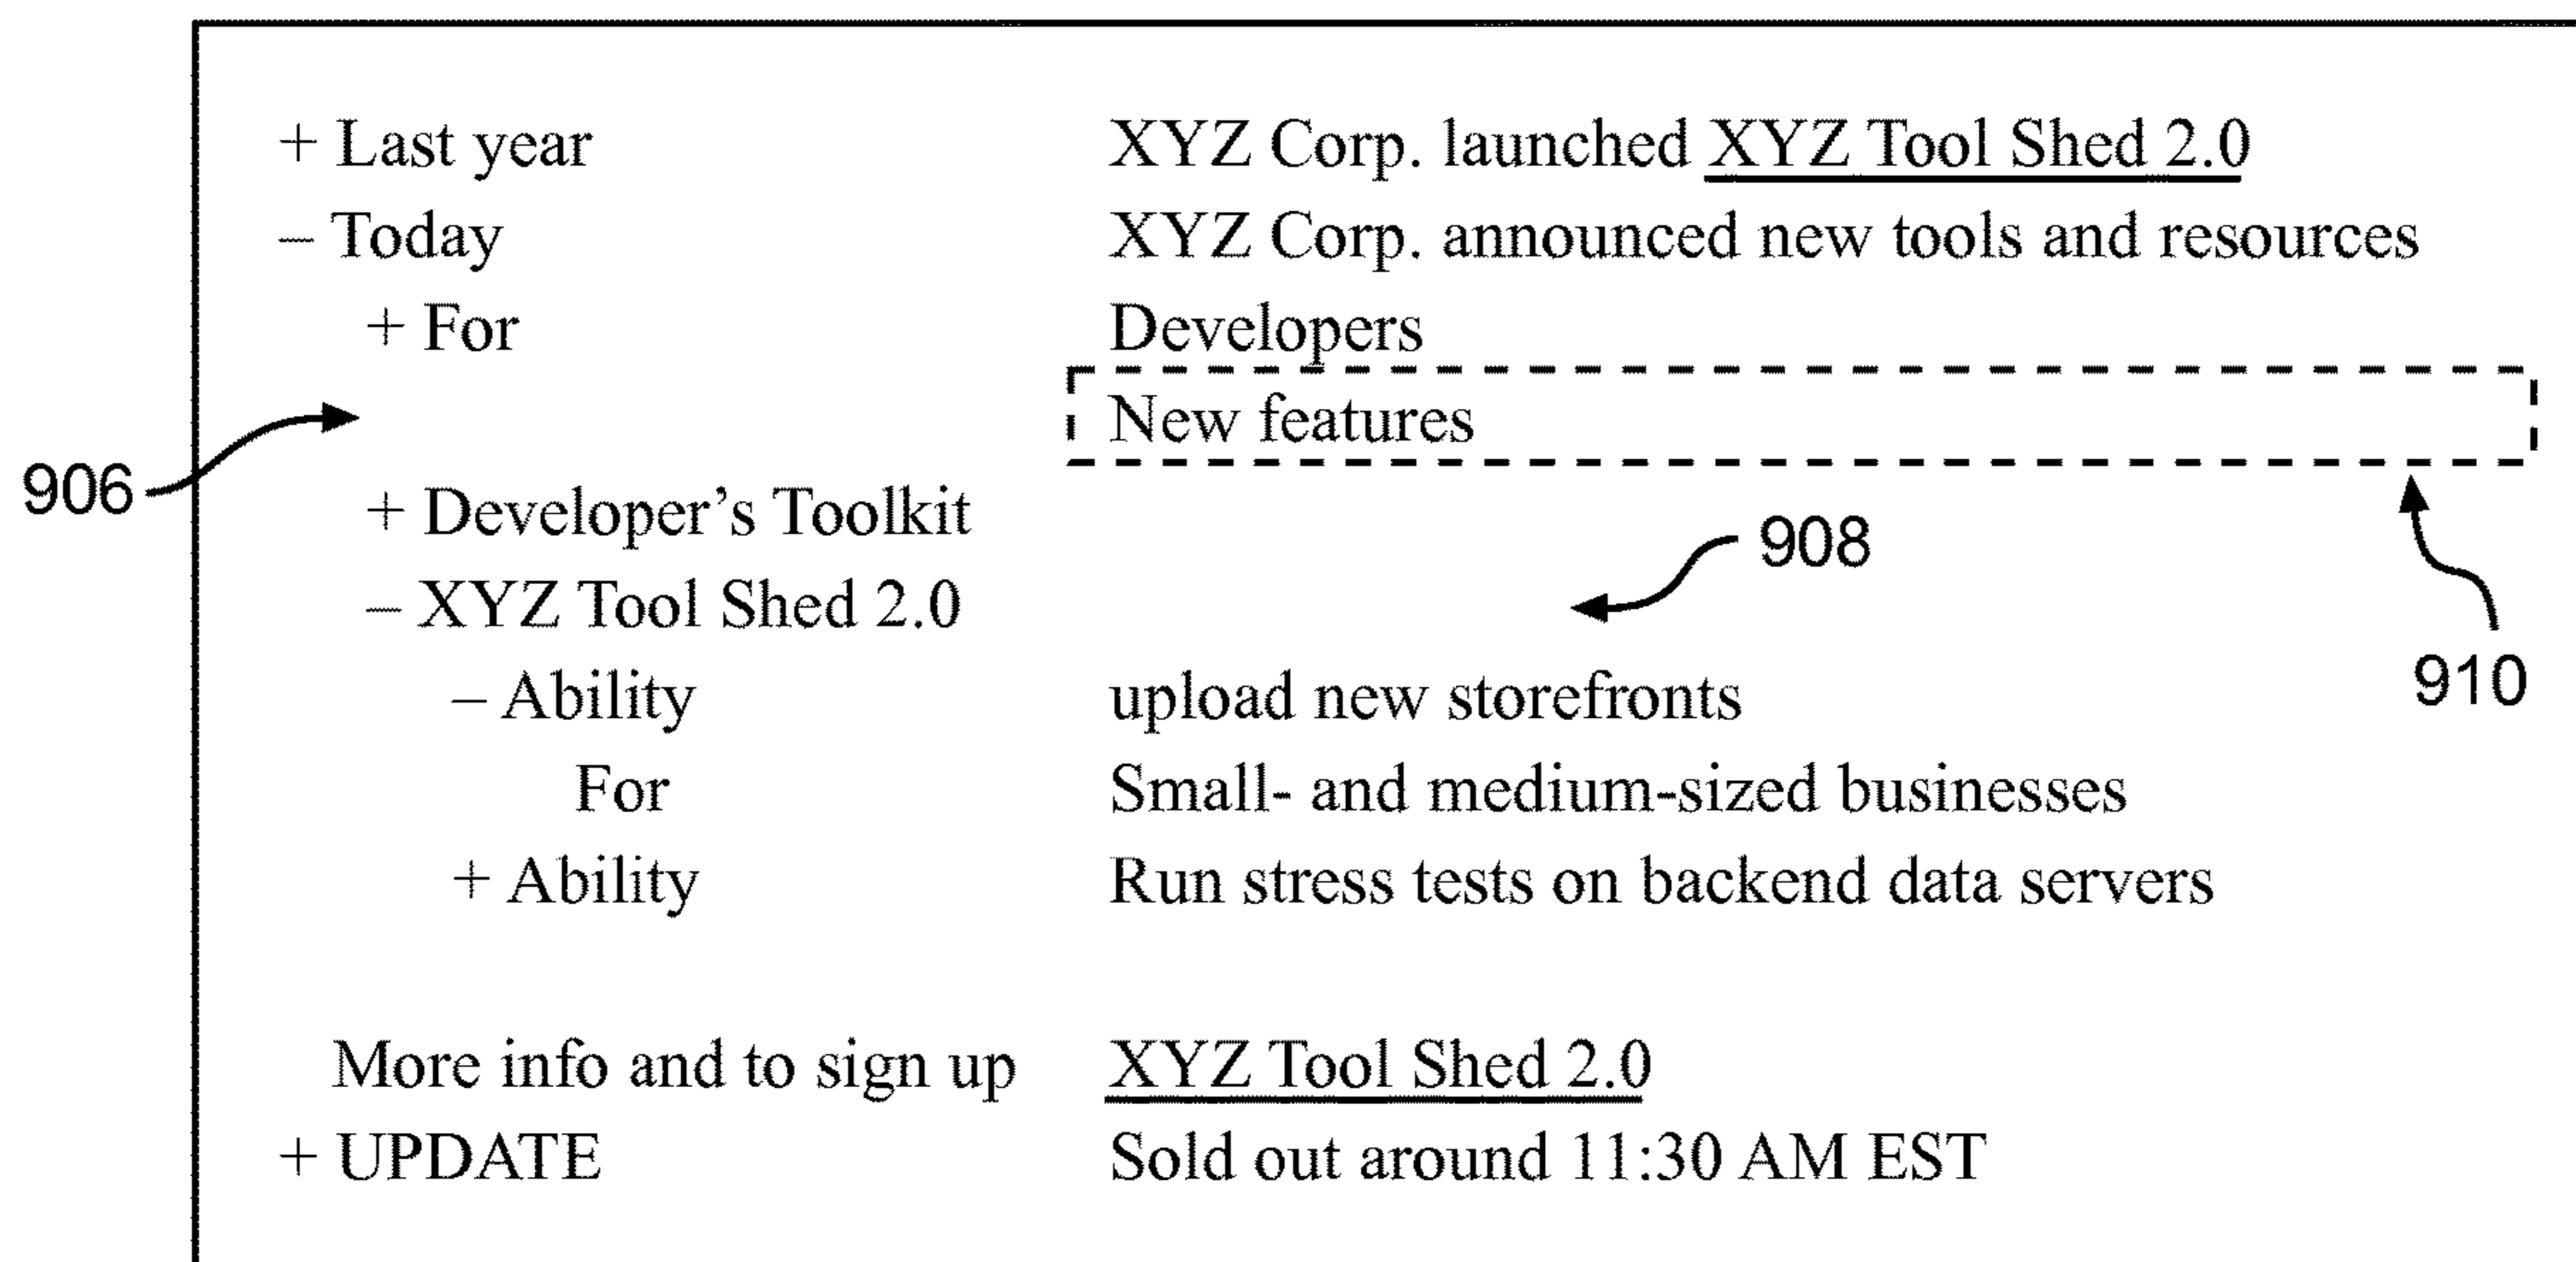 + Last year XYZ Corp. launched XYZ Tool Shed 2.0
– Today XYZ Corp. announced new tools and resources
+ For Developers
New features
906
+ Developer's Toolkit
908
– XYZ Tool Shed 2.0
910
– Ability upload new storefronts
For Small- and medium-sized businesses
+ Ability Run stress tests on backend data servers
More info and to sign up XYZ Tool Shed 2.0
+ UPDATE Sold out around 11:30 AM EST